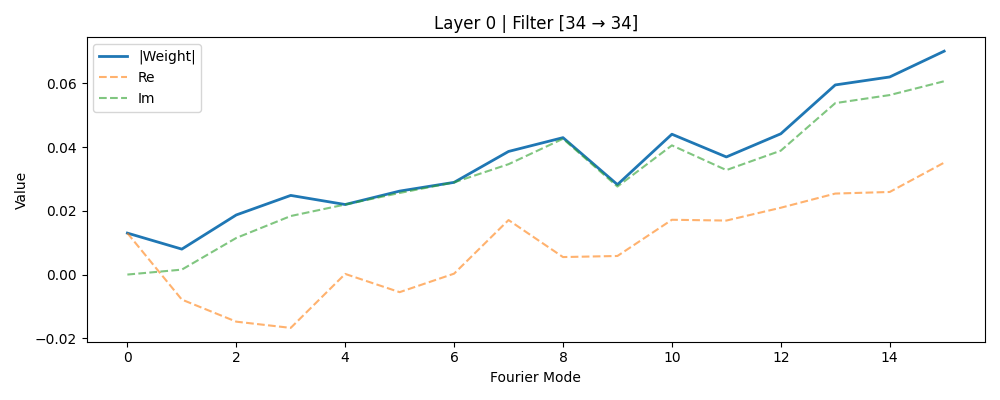 Layer 0 | Filter [34 → 34]
|Weight|
Re
Im
Value
0.06
0.04
0.02
0.00
−0.02
0 2 4 6 8 10 12 14
Fourier Mode